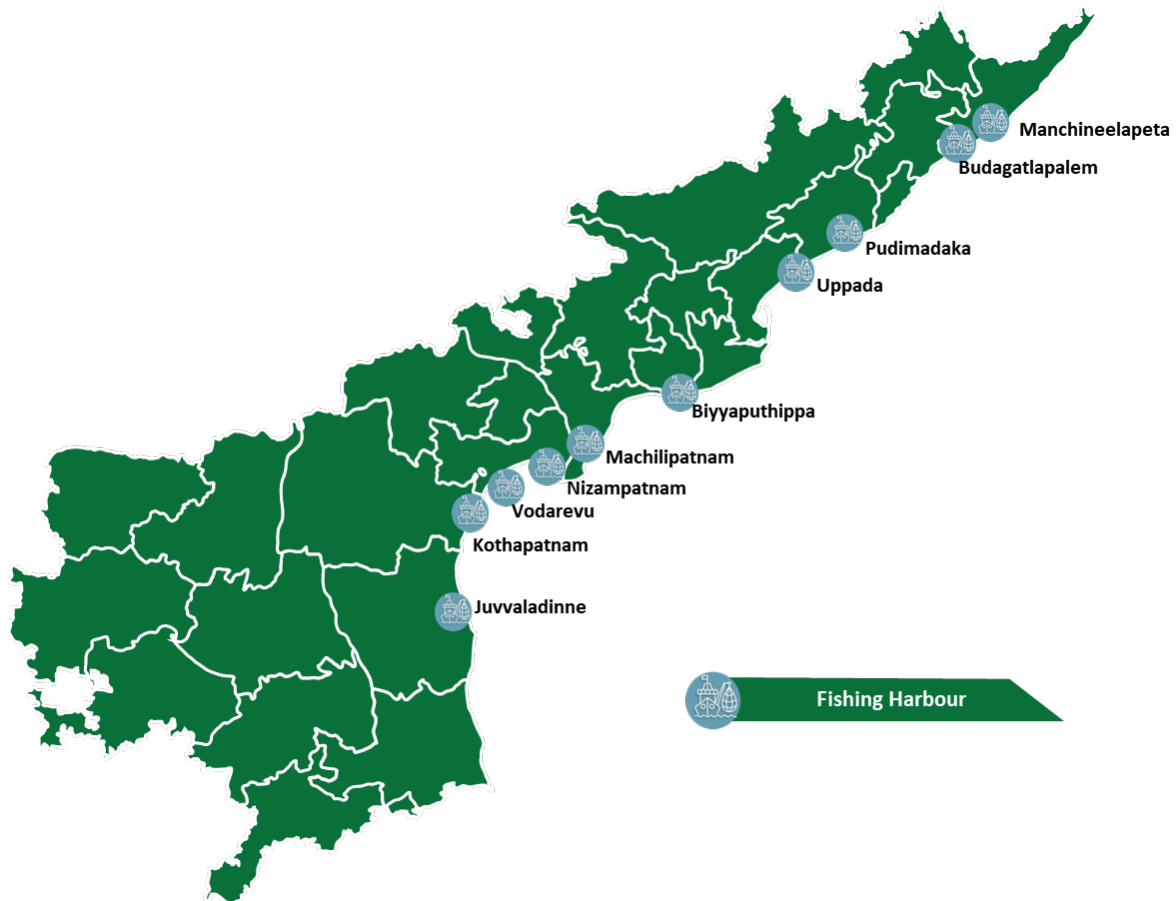 Manchineelapeta
Budagatlapalem
Pudimadaka
Uppada
Biyyaputhippa
Machilipatnam
Nizampatnam
Vodarevu
Kothapatnam
Juvvaladinne
Fishing Harbour